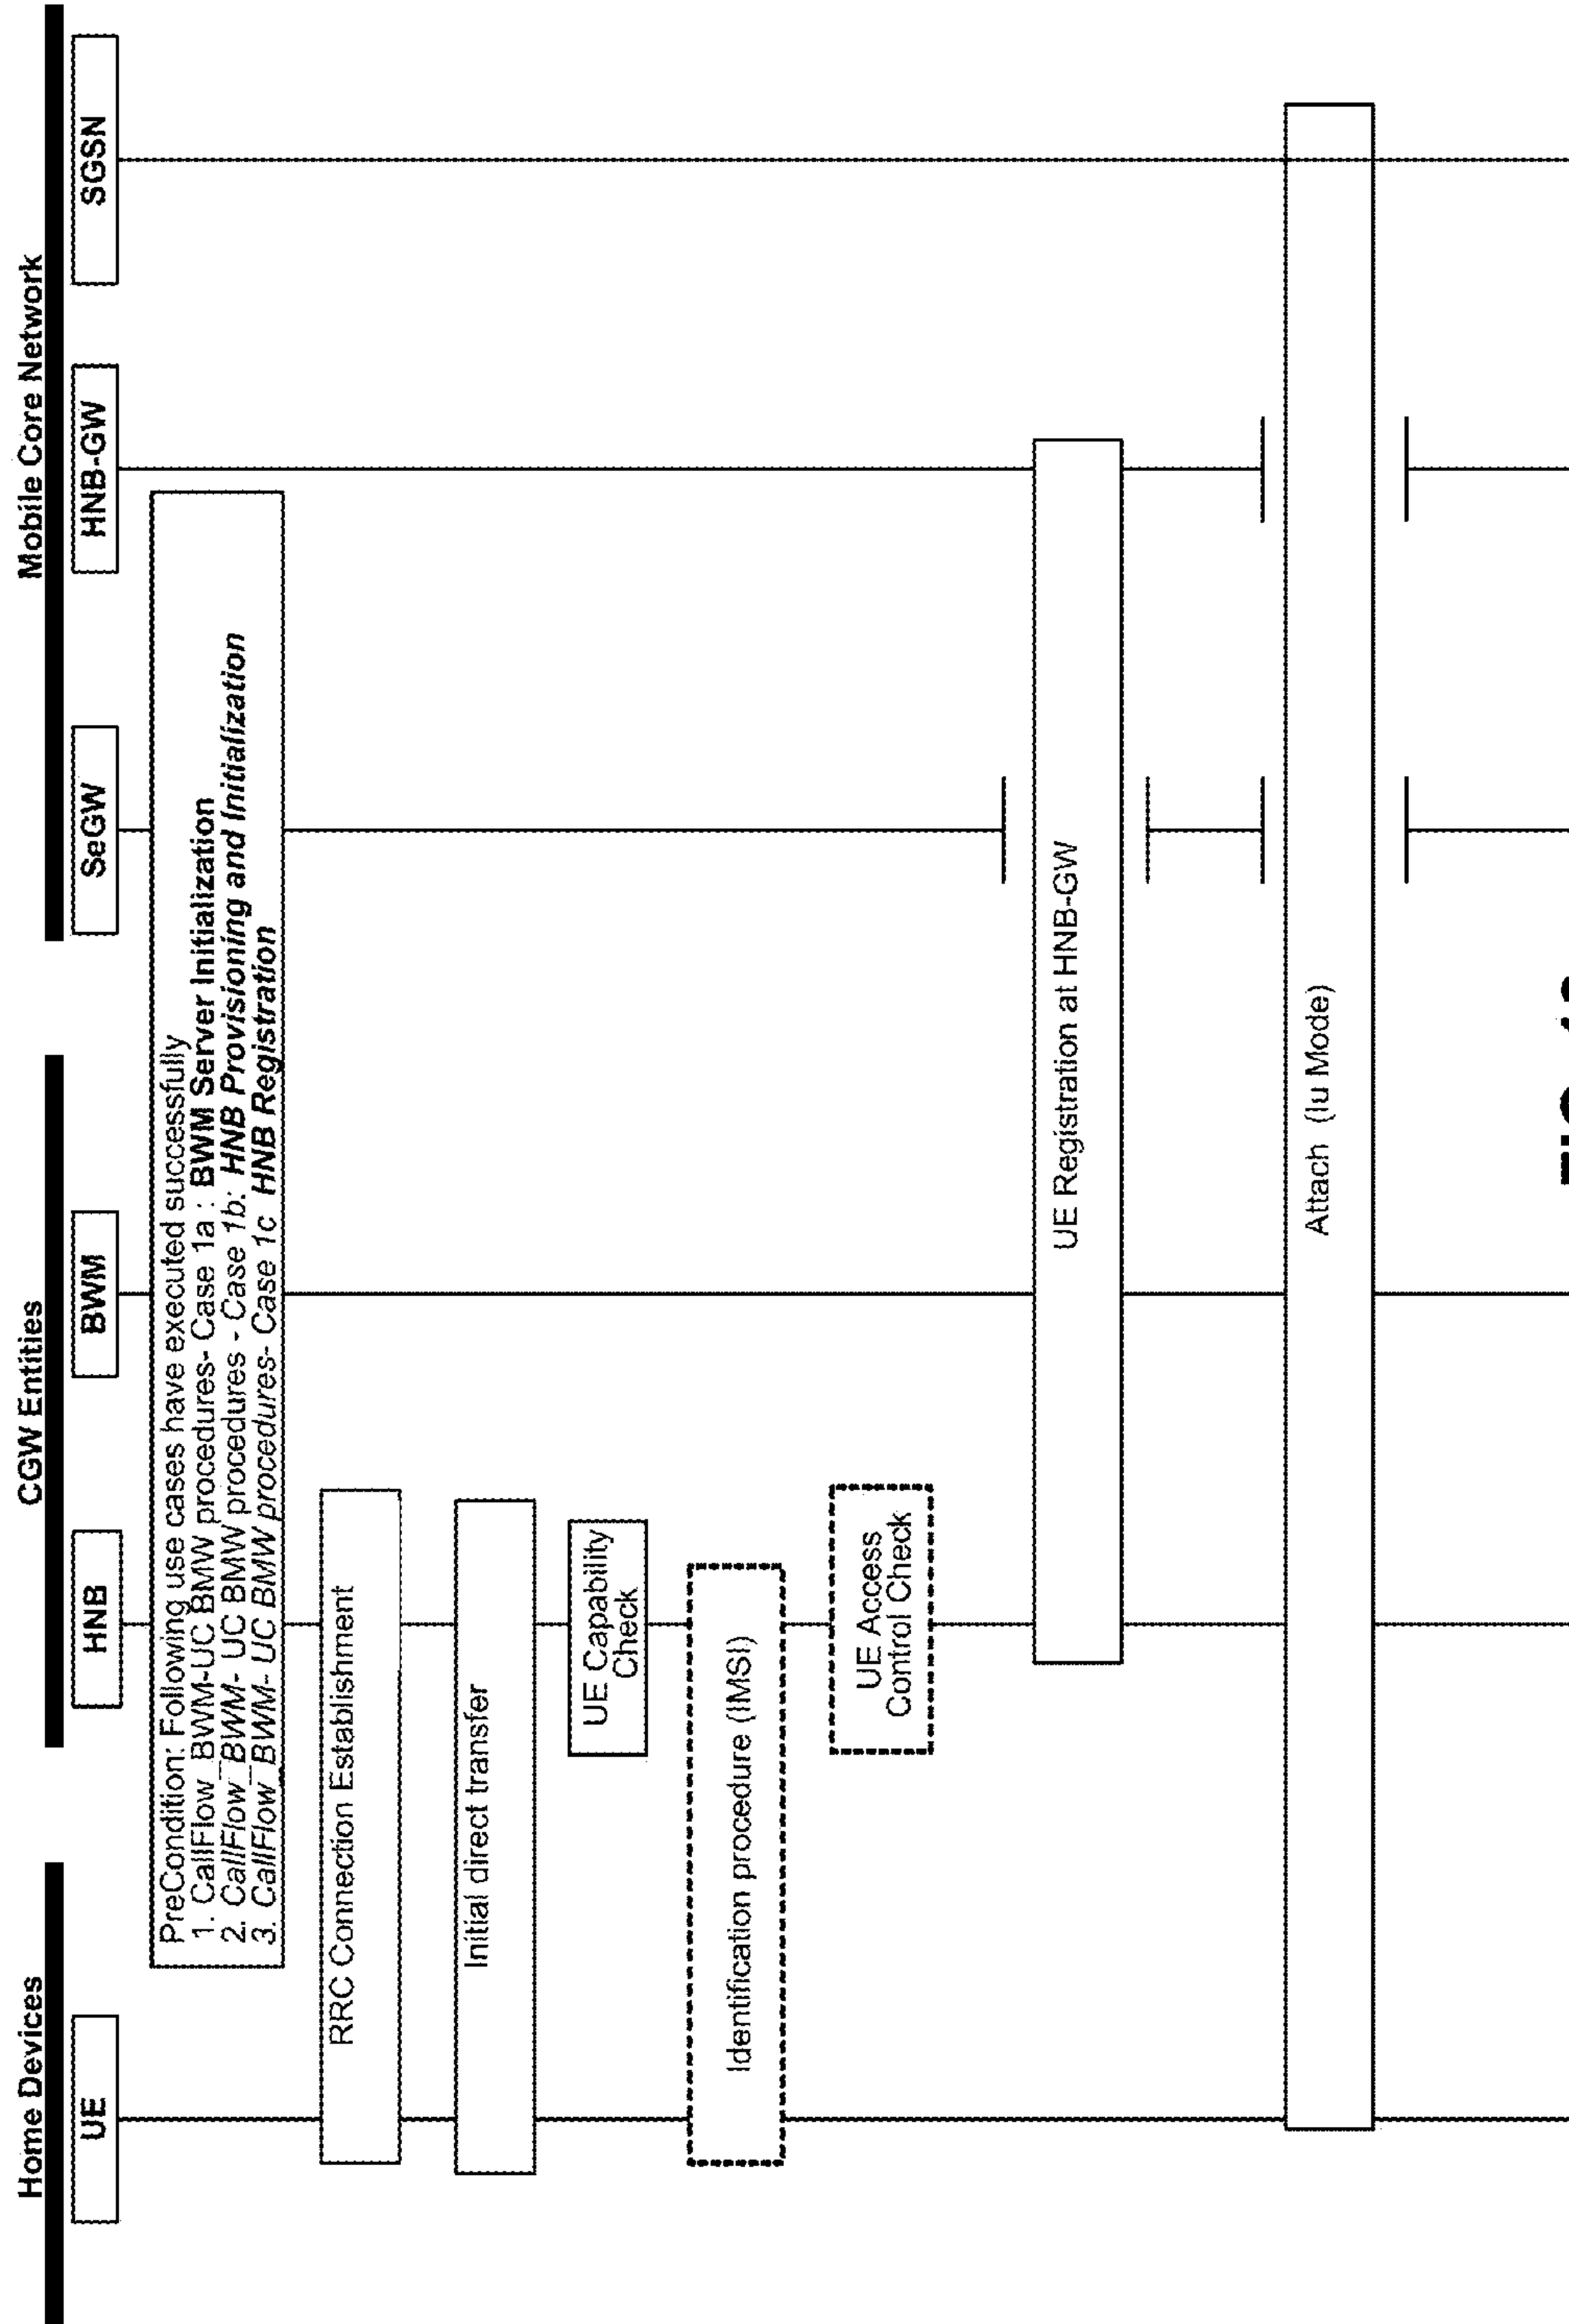 Home Devices
CGW Entities
Mobile Core Network
UE
HNB
BWM
SeGW
HNB-GW
SGSN
PreCondition: Following use cases have executed successfully
1. CallFlow_BWM-UC BMW procedures- Case 1a : BWM Server Initialization
2. CallFlow_BWM- UC BMW procedures - Case 1b: HNB Provisioning and Initialization
3. CallFlow_BWM- UC BMW procedures- Case 1c HNB Registration
RRC Connection Establishment
Initial direct transfer
UE Capability
Check
Identification procedure (IMSI)
UE Access
Control Check
UE Registration at HNB-GW
Attach (Iu Mode)